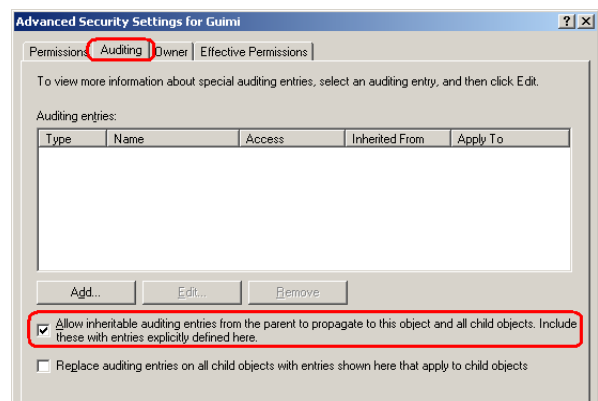 Advanced Security Settings for Guimi
Permissions Auditing Owner Effective Permissions
To view more information about special auditing entries, select an auditing entry, and then click Edit.
Auditing entries:
Type Name Access Inherited From Apply To
Add... Edit... Remove
Allow inheritable auditing entries from the parent to propagate to this object and all child objects. Include
these with entries explicitly defined here.
Replace auditing entries on all child objects with entries shown here that apply to child objects